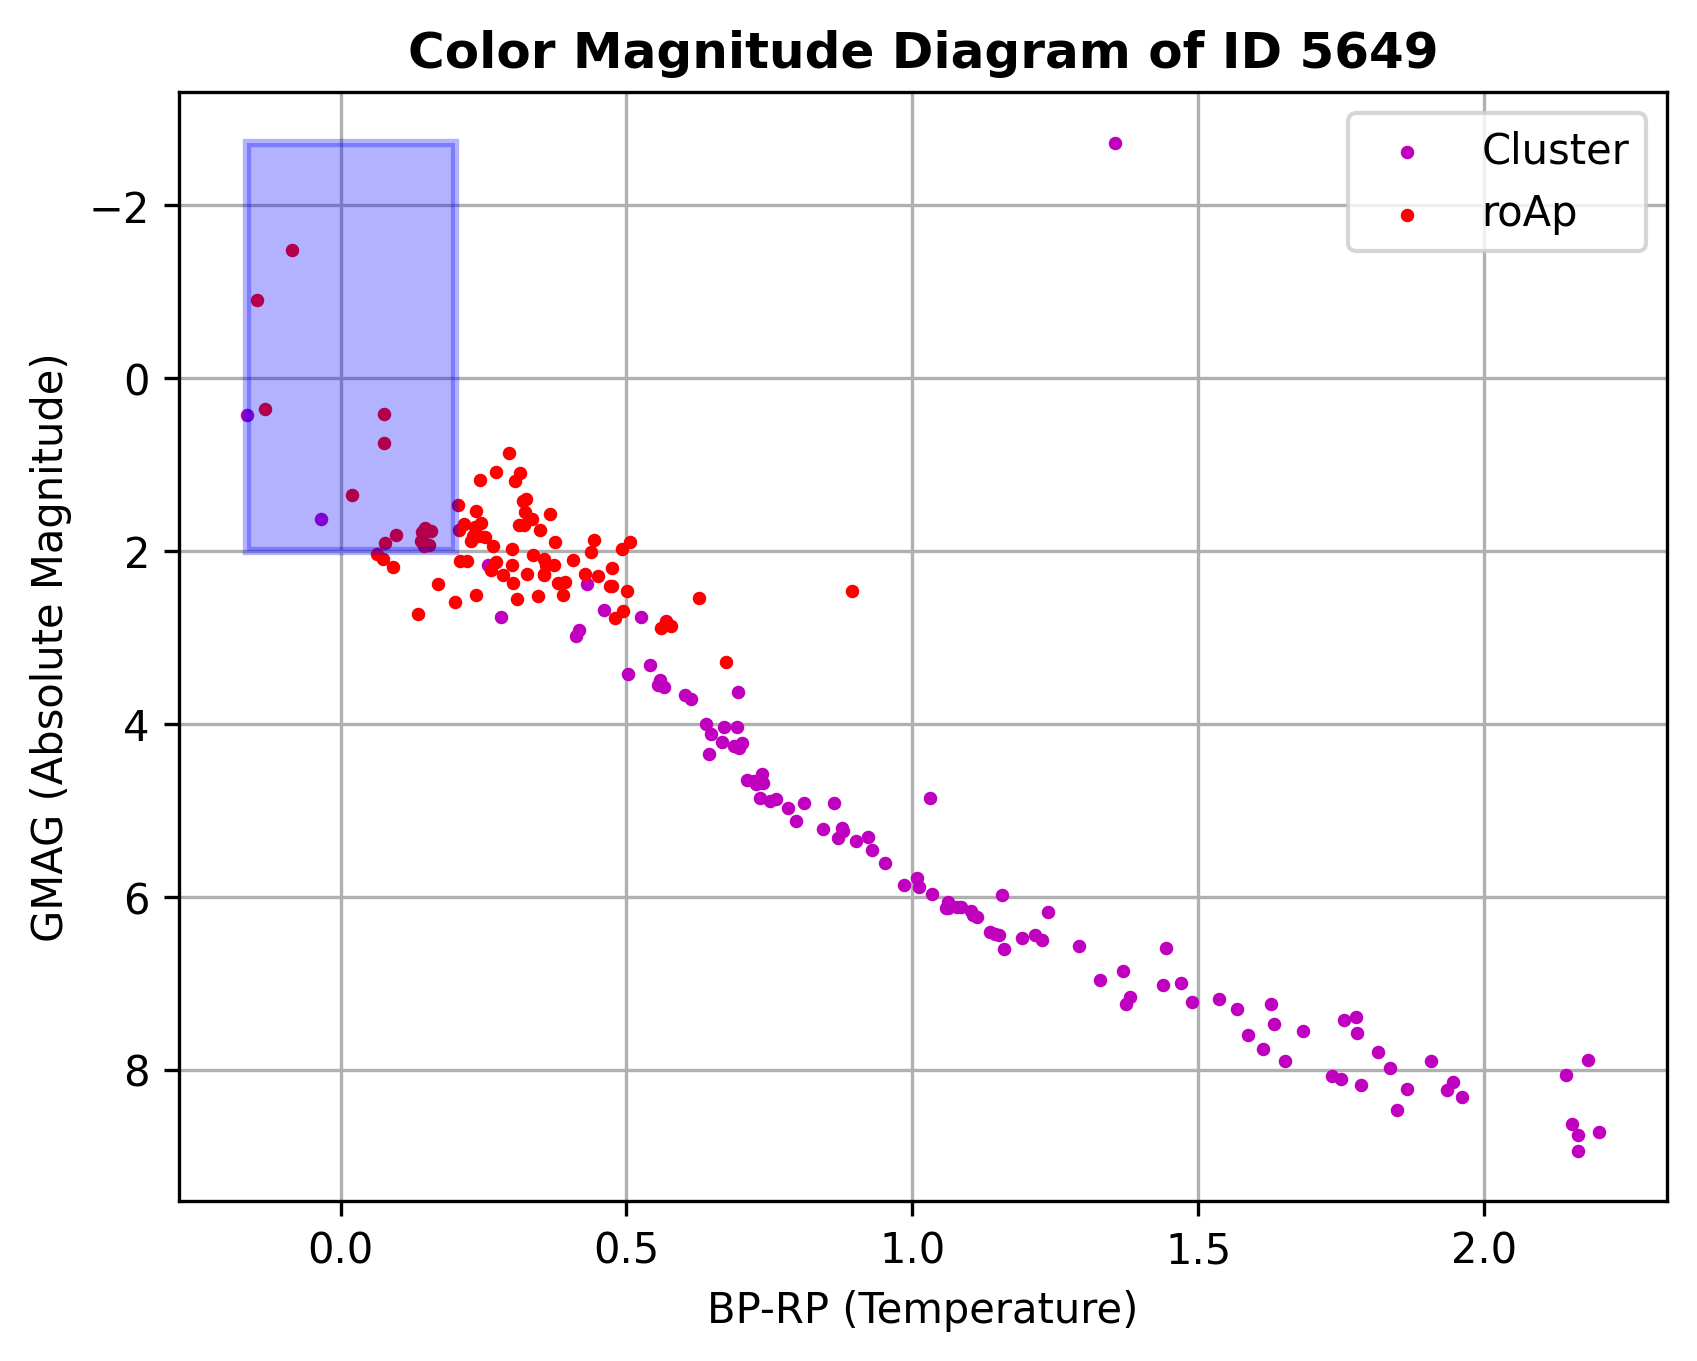 Color Magnitude Diagram of ID 5649
Cluster
roAp
GMAG (Absolute Magnitude)
−2
0
2
4
6
8
0.0 0.5 1.0 1.5 2.0
BP-RP (Temperature)